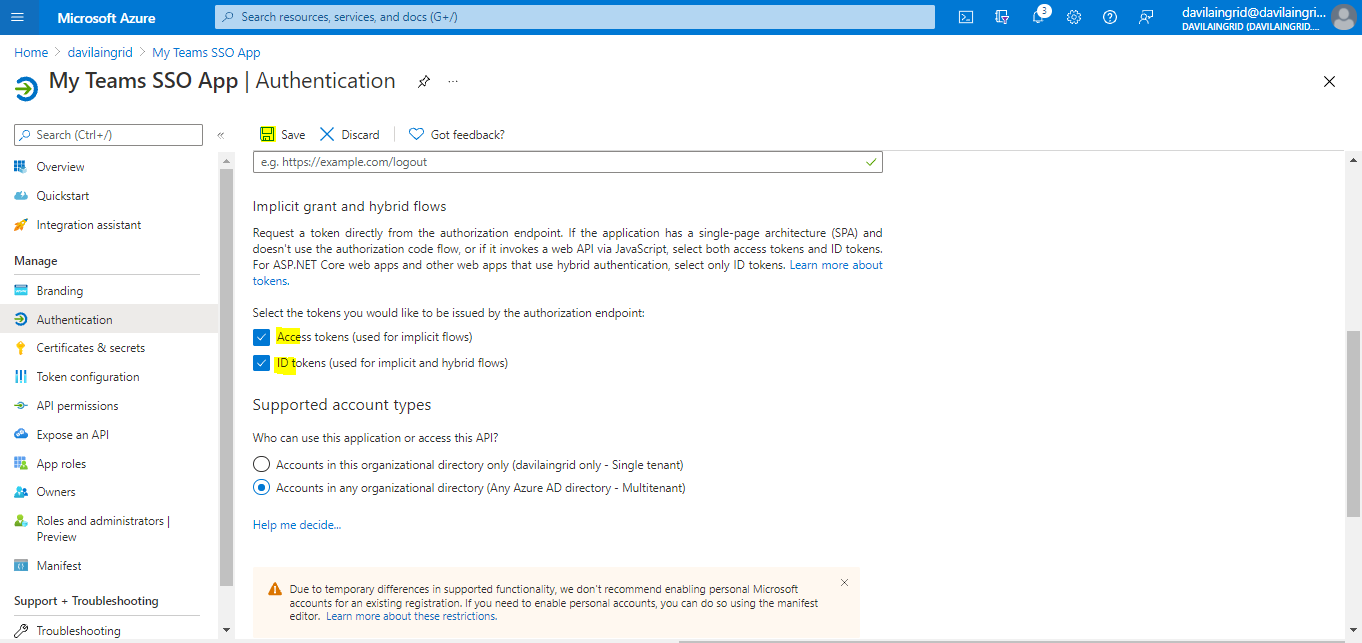 Microsoft Azure
Search resources, services, and docs (G+/)
3
davilaingrid@davilaingri...
DAVILAINGRID (DAVILAINGRID....
Home > davilaingrid > My Teams SSO App
My Teams SSO App | Authentication
...
Search (Ctrl+/)
«
Overview
Quickstart
Integration assistant
Manage
Branding
Authentication
Certificates & secrets
Token configuration
API permissions
Expose an API
App roles
Owners
Roles and administrators |
Preview
Manifest
Support + Troubleshooting
Troubleshooting
Save
Discard
Got feedback?
e.g. https://example.com/logout
Implicit grant and hybrid flows
Request a token directly from the authorization endpoint. If the application has a single-page architecture (SPA) and
doesn't use the authorization code flow, or if it invokes a web API via JavaScript, select both access tokens and ID tokens.
For ASP.NET Core web apps and other web apps that use hybrid authentication, select only ID tokens. Learn more about
tokens.
Select the tokens you would like to be issued by the authorization endpoint:
Access tokens (used for implicit flows)
ID tokens (used for implicit and hybrid flows)
Supported account types
Who can use this application or access this API?
Accounts in this organizational directory only (davilaingrid only - Single tenant)
Accounts in any organizational directory (Any Azure AD directory - Multitenant)
Help me decide...
Due to temporary differences in supported functionality, we don't recommend enabling personal Microsoft
accounts for an existing registration. If you need to enable personal accounts, you can do so using the manifest
editor. Learn more about these restrictions.